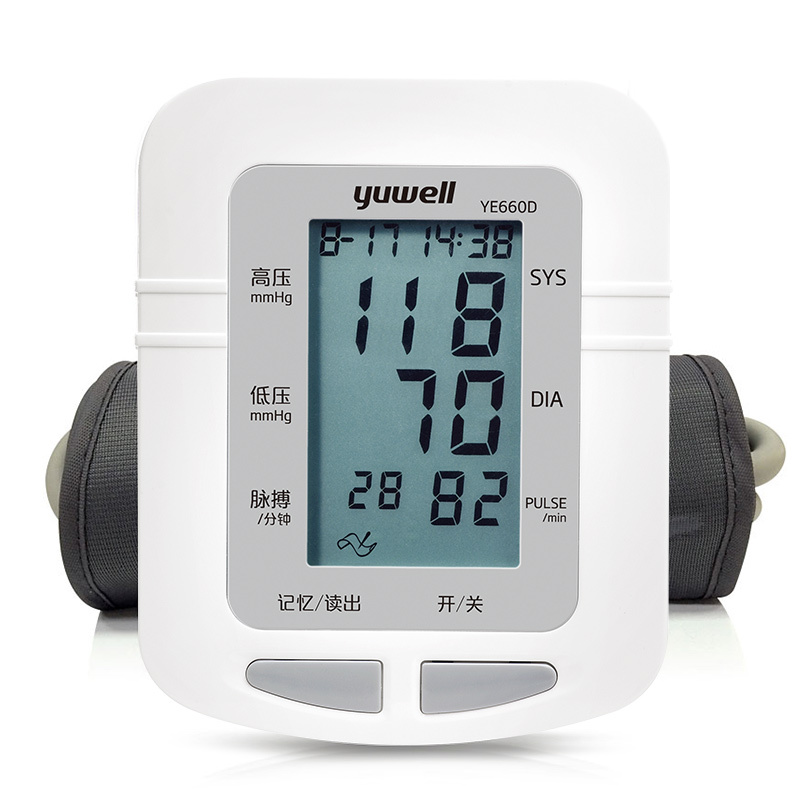 yuwell
YE660D
8-17 14:38
高压
mmHg
118
SYS
低压
mmHg
70
DIA
脉搏
/分钟
28
82
PULSE
/min
记忆/读出
开/关